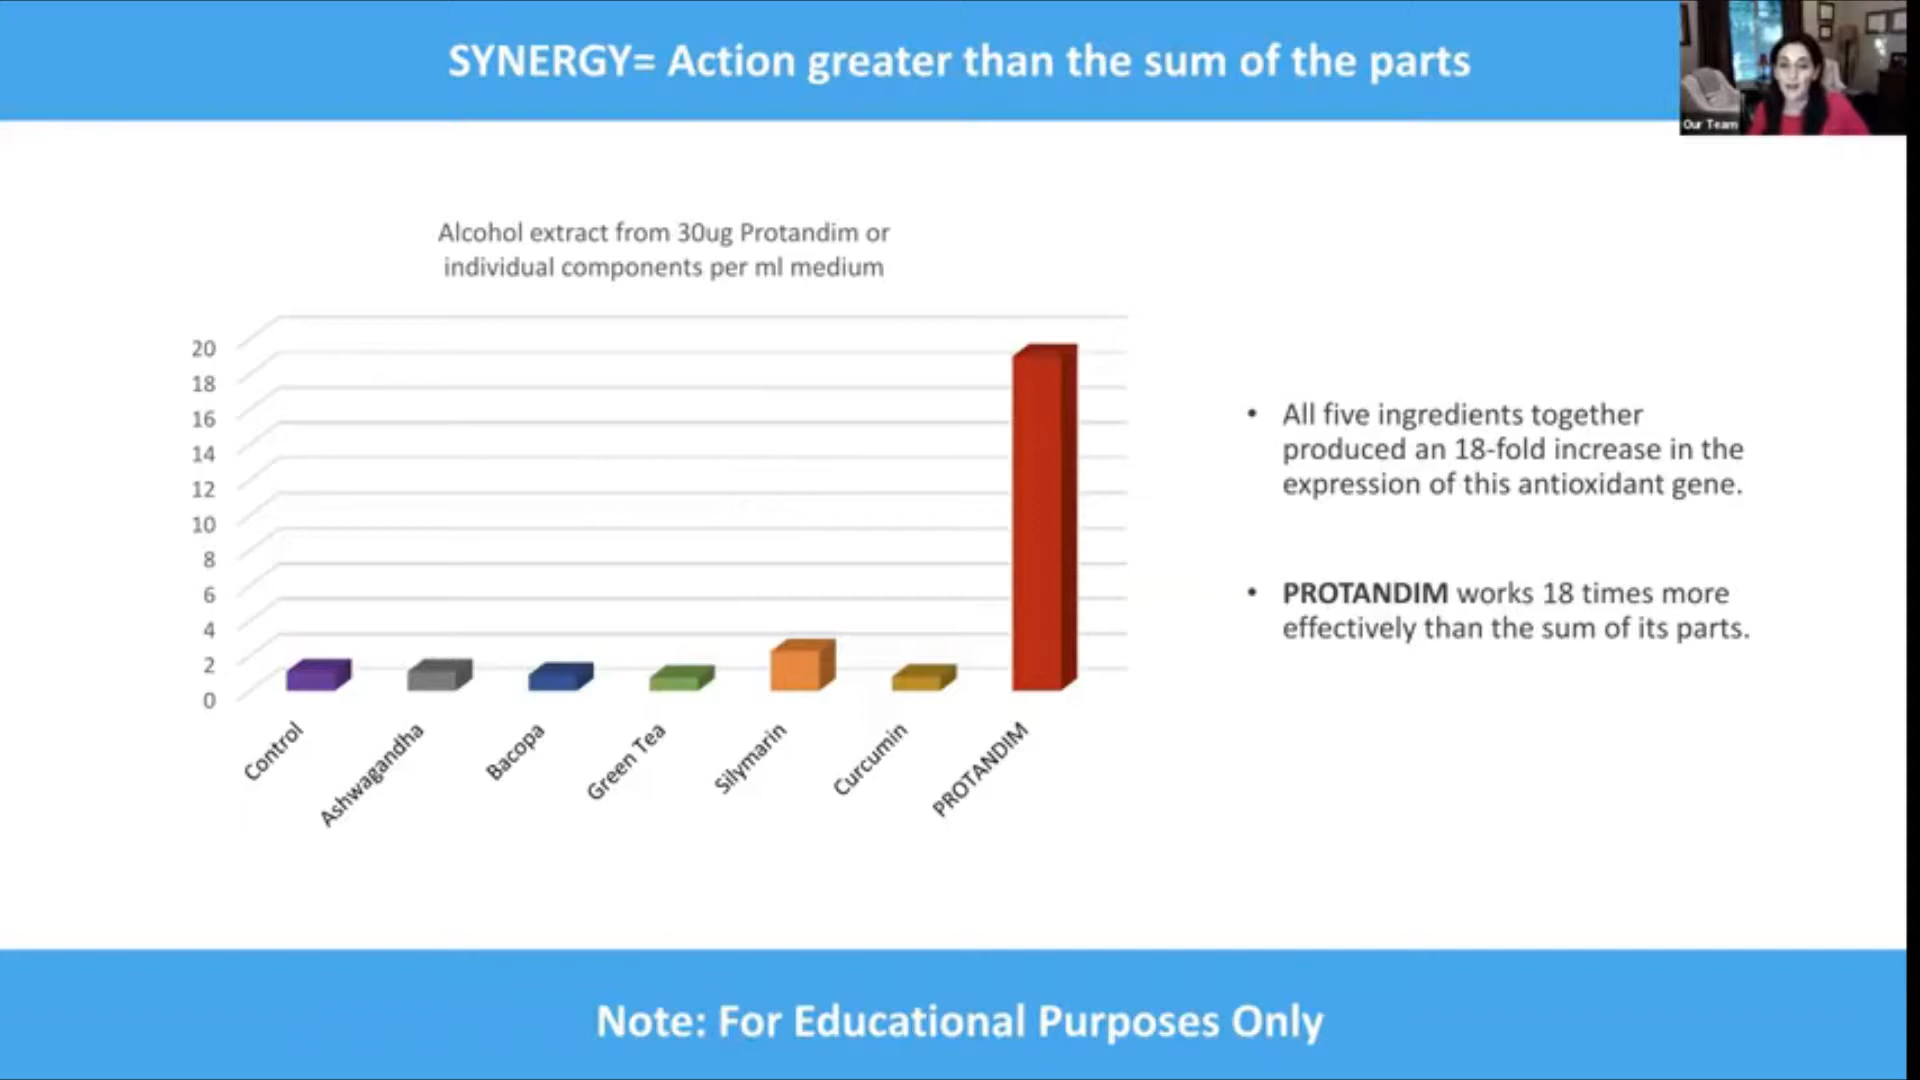 SYNERGY= Action greater than the sum of the parts
Our Team
Alcohol extract from 30ug Protandim or
individual components per ml medium
20
18
16
14
12
10
8
6
4
2
0
Control
Ashwagandha
Bacopa
Green Tea
Silymarin
Curcumin
PROTANDIM
• All five ingredients together
produced an 18-fold increase in the
expression of this antioxidant gene.
• PROTANDIM works 18 times more
effectively than the sum of its parts.
Note: For Educational Purposes Only